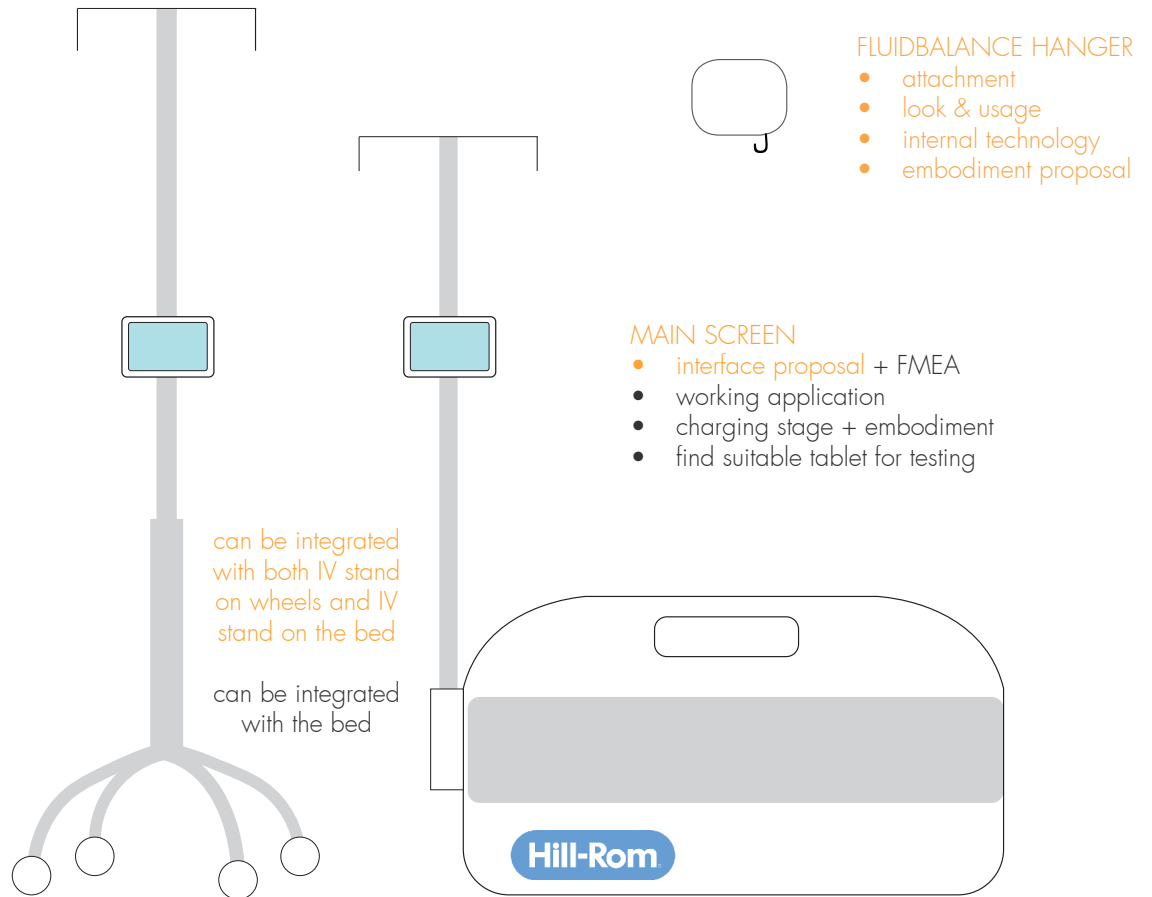 FLUIDBALANCE HANGER
• attachment
• look & usage
• internal technology
• embodiment proposal
MAIN SCREEN
• interface proposal + FMEA
• working application
• charging stage + embodiment
• find suitable tablet for testing
can be integrated
with both IV stand
on wheels and IV
stand on the bed
can be integrated
with the bed
Hill-Rom